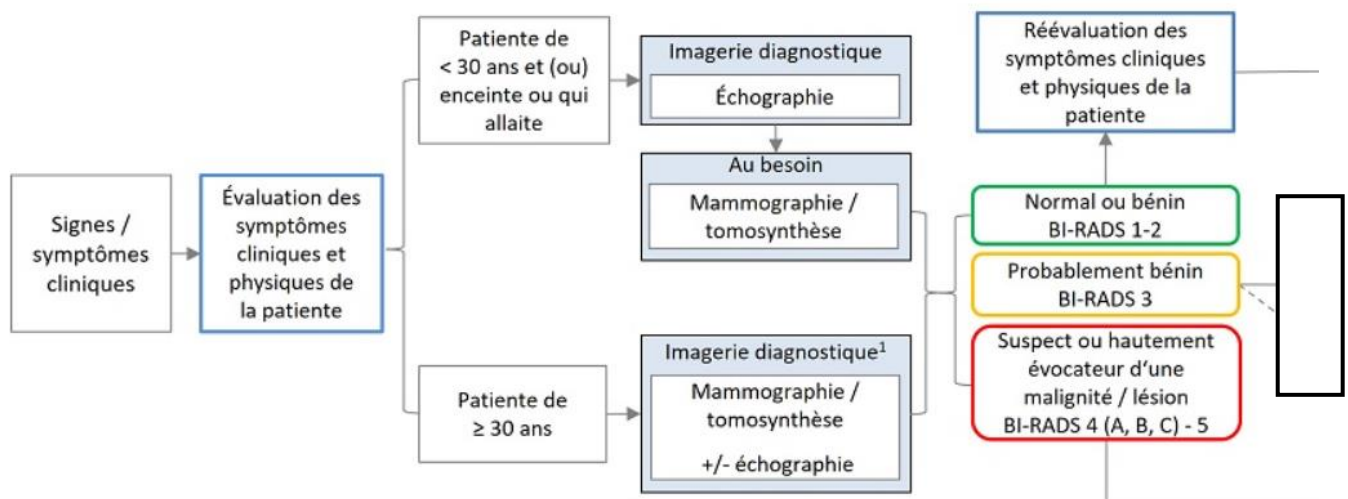 Signes /
symptômes
cliniques
Évaluation des
symptômes
cliniques et
physiques de
la patiente
Patiente de
< 30 ans et (ou)
enceinte ou qui
allaite
Imagerie diagnostique
Échographie
Au besoin
Mammographie /
tomosynthèse
Patiente de
≥ 30 ans
Imagerie diagnostique¹
Mammographie /
tomosynthèse
+/- échographie
Réévaluation des
symptômes cliniques
et physiques de la
patiente
Normal ou bénin
BI-RADS 1-2
Probablement bénin
BI-RADS 3
Suspect ou hautement
évocateur d’une
malignité / lésion
BI-RADS 4 (A, B, C) - 5